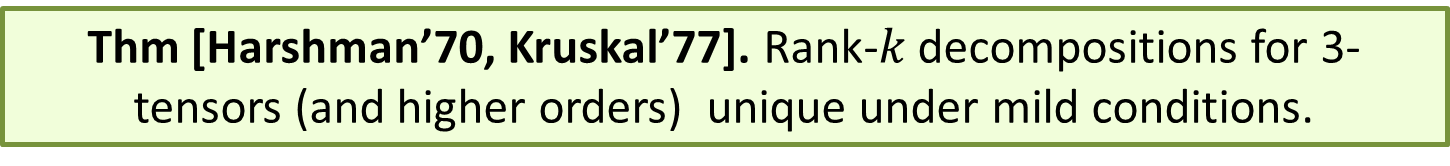 Thm [Harshman’70, Kruskal’77]. Rank-𝑘 decompositions for 3-
tensors (and higher orders)  unique under mild conditions.